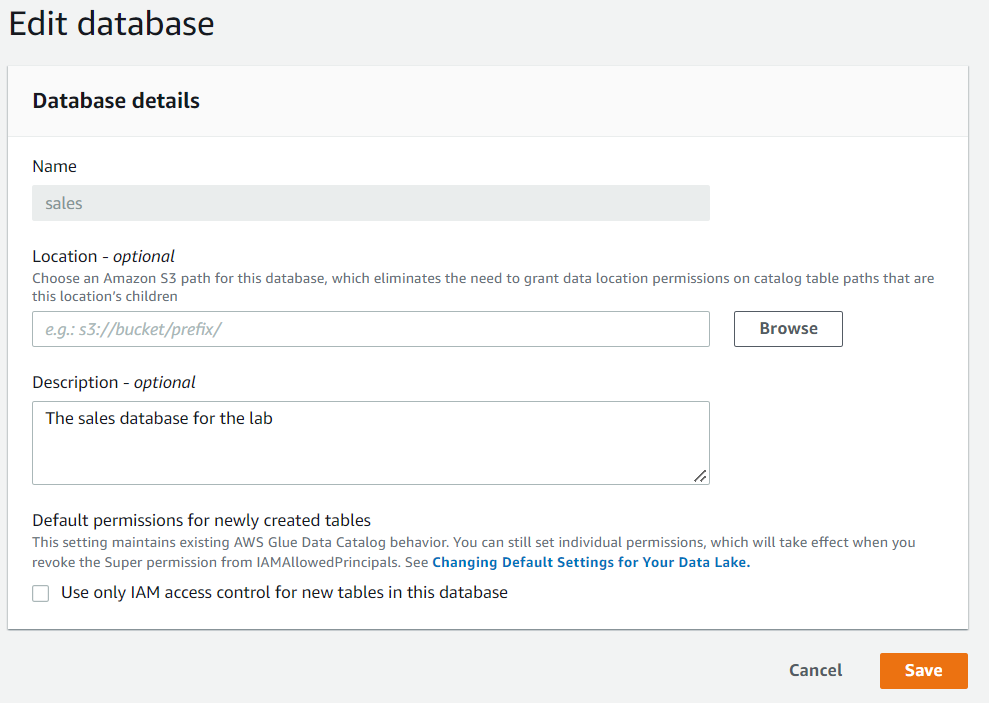 Edit database
Database details
Name
sales
Location - optional
Choose an Amazon S3 path for this database, which eliminates the need to grant data location permissions on catalog table paths that are
this location's children
e.g.: s3://bucket/prefix/
Browse
Description - optional
The sales database for the lab
Default permissions for newly created tables
This setting maintains existing AWS Glue Data Catalog behavior. You can still set individual permissions, which will take effect when you
revoke the Super permission from IAMAllowedPrincipals. See Changing Default Settings for Your Data Lake.
Use only IAM access control for new tables in this database
Cancel
Save